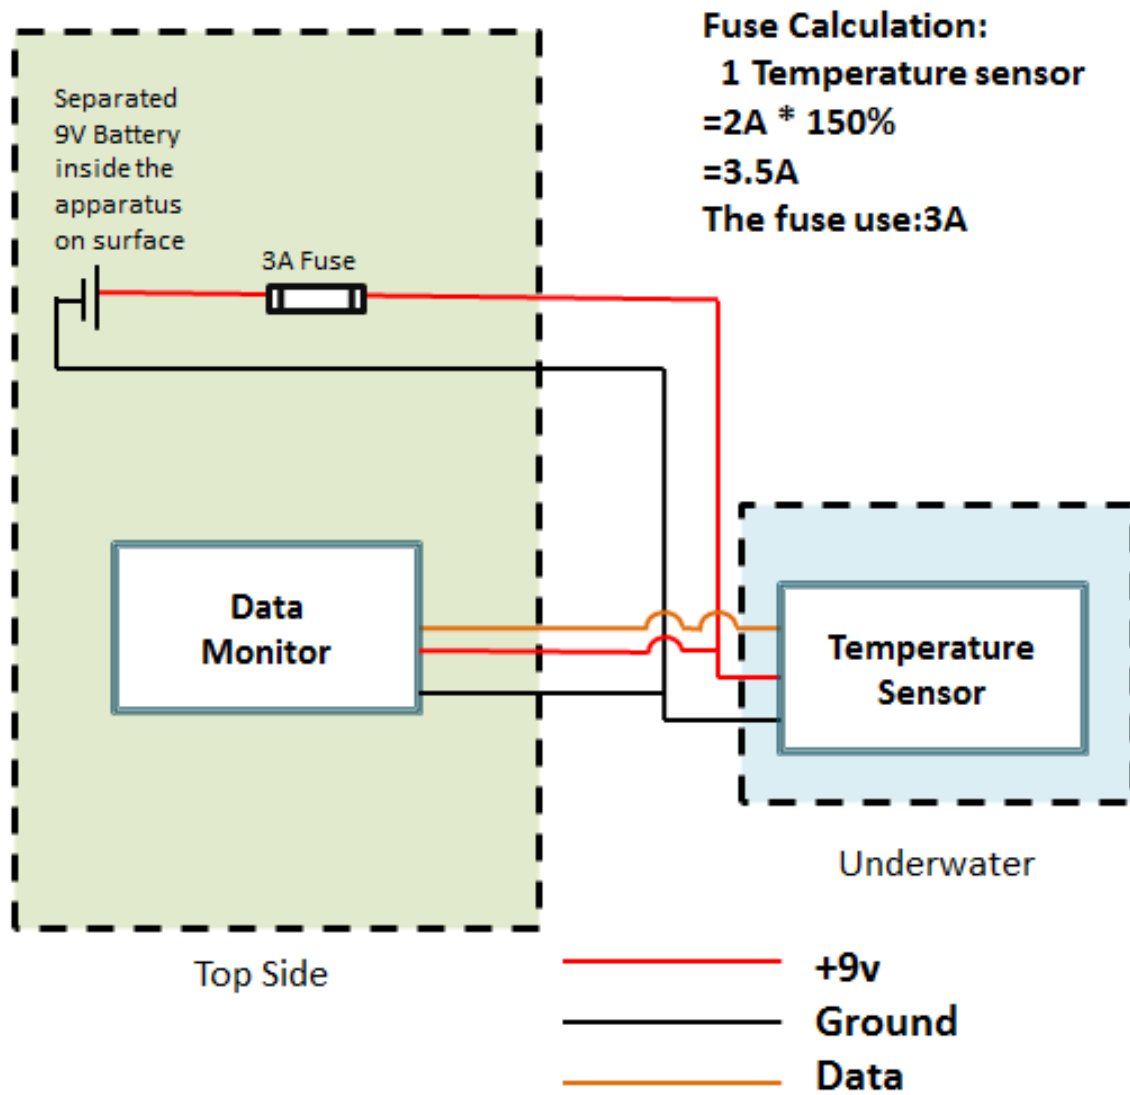 Fuse Calculation:
1 Temperature sensor
=2A * 150%
=3.5A
The fuse use:3A
Separated
9V Battery
inside the
apparatus
on surface
3A Fuse
Data
Monitor
Temperature
Sensor
Underwater
Top Side
+9v
Ground
Data